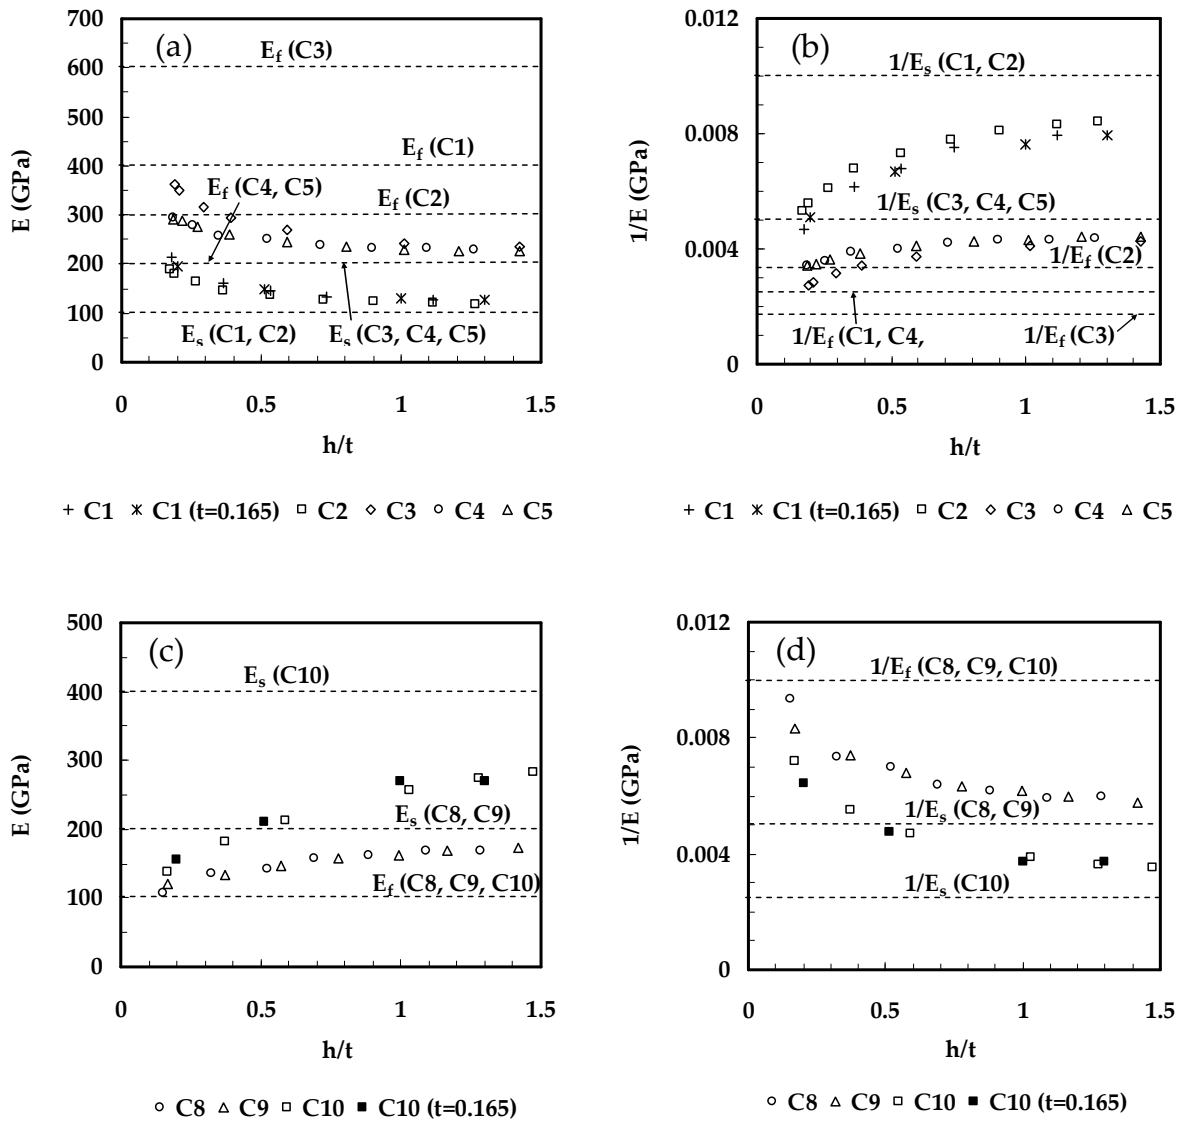 (a)
E (GPa)
700
600
500
400
300
200
100
0
E_f (C3)
E_f (C1)
E_f (C4, C5)
E_f (C2)
E_s (C1, C2)
E_s (C3, C4, C5)
0 0.5 1 1.5
h/t
C1 C1 (t=0.165) C2 C3 C4 C5
(b)
1/E (GPa)
0.012
0.008
0.004
0
1/E_s (C1, C2)
1/E_s (C3, C4, C5)
1/E_f (C2)
1/E_f (C1, C4,
1/E_f (C3)
0 0.5 1 1.5
h/t
C1 C1 (t=0.165) C2 C3 C4 C5
(c)
E (GPa)
500
400
300
200
100
0
E_s (C10)
E_s (C8, C9)
E_f (C8, C9, C10)
0 0.5 1 1.5
h/t
C8 C9 C10 C10 (t=0.165)
(d)
1/E (GPa)
0.012
0.008
0.004
0
1/E_f (C8, C9, C10)
1/E_s (C8, C9)
1/E_s (C10)
0 0.5 1 1.5
h/t
C8 C9 C10 C10 (t=0.165)